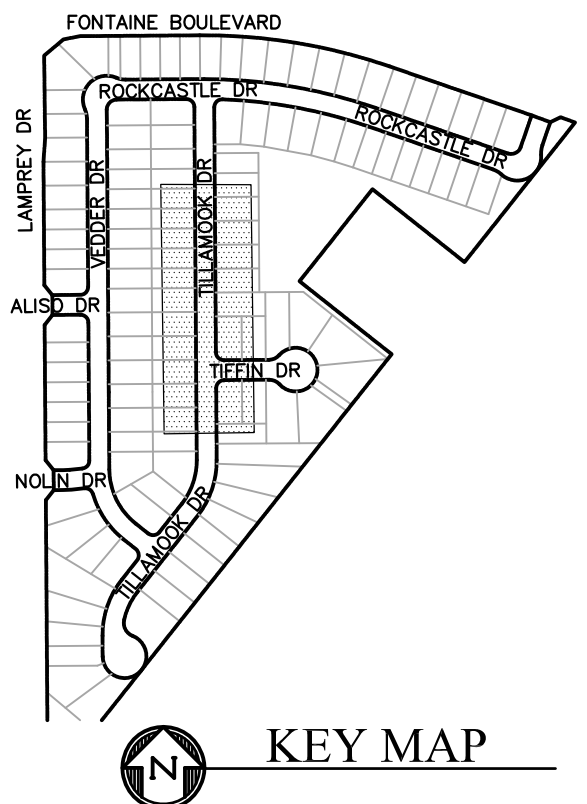 FONTAINE BOULEVARD
ROCKCASTLE DR
ROCKCASTLE DR
LAMPREY DR
VEDDER DR
TILLAMOOK DR
ALISO DR
TIFFIN DR
NOLIN DR
TILLAMOOK DR
KEY MAP
N